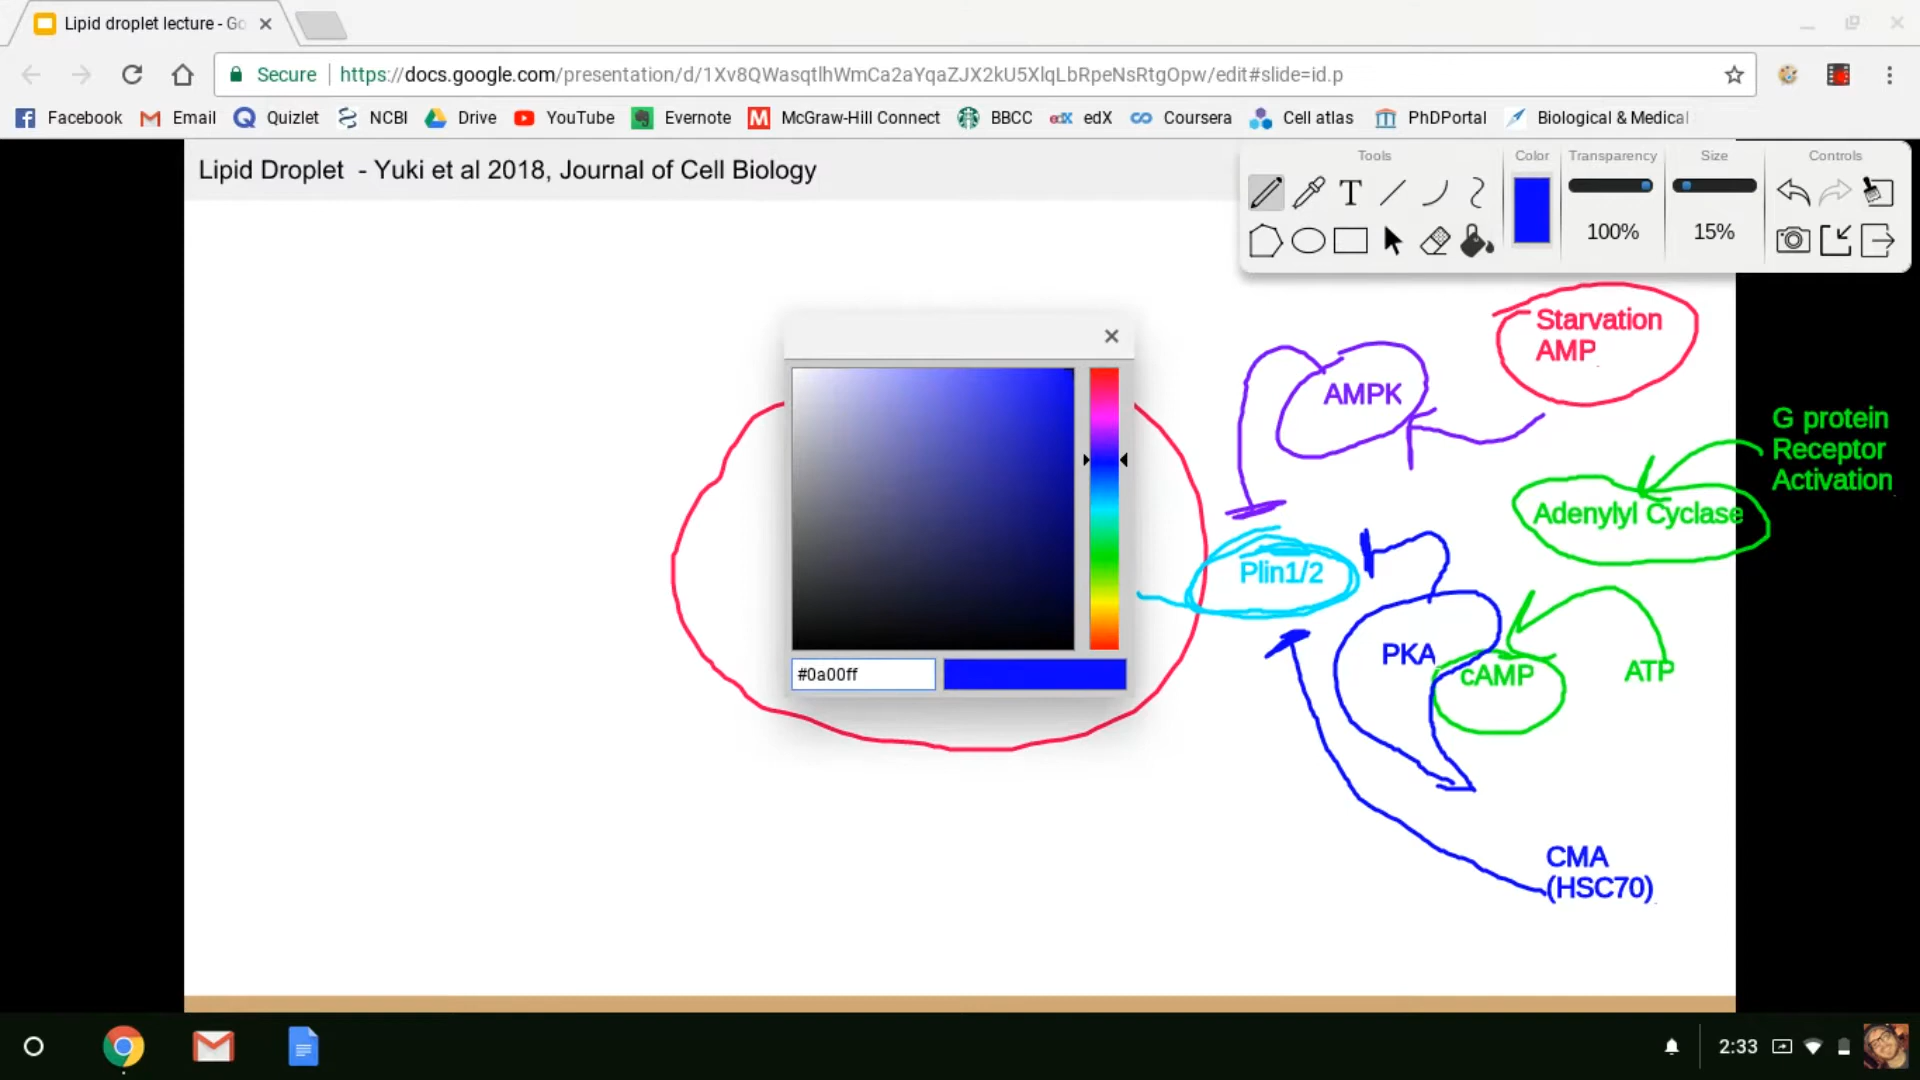 Lipid droplet lecture - Go
Secure
https://docs.google.com/presentation/d/1Xv8QWasqtlhWmCa2aYqaZJX2kU5XlqLbRpeNsRtgOpw/edit#slide=id.p
Facebook Email Quizlet NCBI Drive YouTube Evernote McGraw-Hill Connect BBCC edX Coursera Cell atlas PhDPortal Biological & Medical
Lipid Droplet - Yuki et al 2018, Journal of Cell Biology
Tools Color Transparency Size Controls
100% 15%
Starvation
AMP
AMPK
G protein
Receptor
Activation
Adenylyl Cyclase
Plin1/2
PKA
cAMP
ATP
#0a00ff
CMA
(HSC70)
2:33